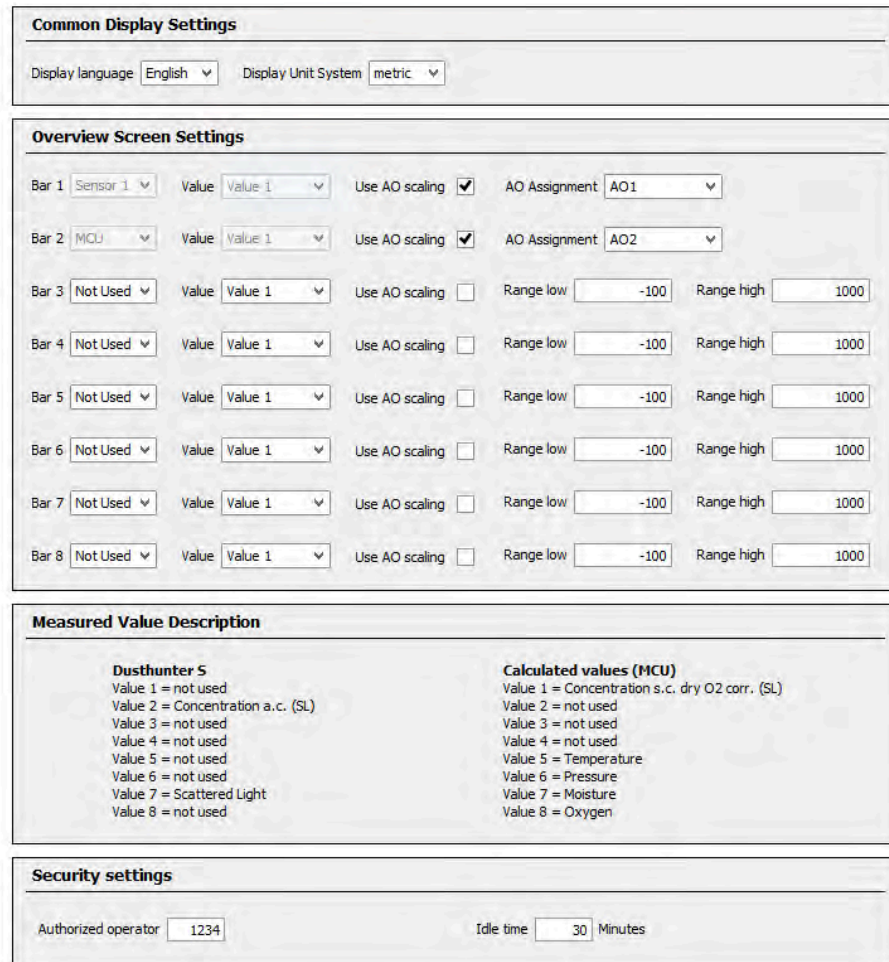 Common Display Settings
Display language English Display Unit System metric
Overview Screen Settings
Bar 1 Sensor 1 Value Value 1 Use AO scaling AO Assignment AO1
Bar 2 MCU Value Value 1 Use AO scaling AO Assignment AO2
Bar 3 Not Used Value Value 1 Use AO scaling Range low -100 Range high 1000
Bar 4 Not Used Value Value 1 Use AO scaling Range low -100 Range high 1000
Bar 5 Not Used Value Value 1 Use AO scaling Range low -100 Range high 1000
Bar 6 Not Used Value Value 1 Use AO scaling Range low -100 Range high 1000
Bar 7 Not Used Value Value 1 Use AO scaling Range low -100 Range high 1000
Bar 8 Not Used Value Value 1 Use AO scaling Range low -100 Range high 1000
Measured Value Description
Dusthunter S
Value 1 = not used
Value 2 = Concentration a.c. (SL)
Value 3 = not used
Value 4 = not used
Value 5 = not used
Value 6 = not used
Value 7 = Scattered Light
Value 8 = not used
Calculated values (MCU)
Value 1 = Concentration s.c. dry O2 corr. (SL)
Value 2 = not used
Value 3 = not used
Value 4 = not used
Value 5 = Temperature
Value 6 = Pressure
Value 7 = Moisture
Value 8 = Oxygen
Security settings
Authorized operator 1234 Idle time 30 Minutes